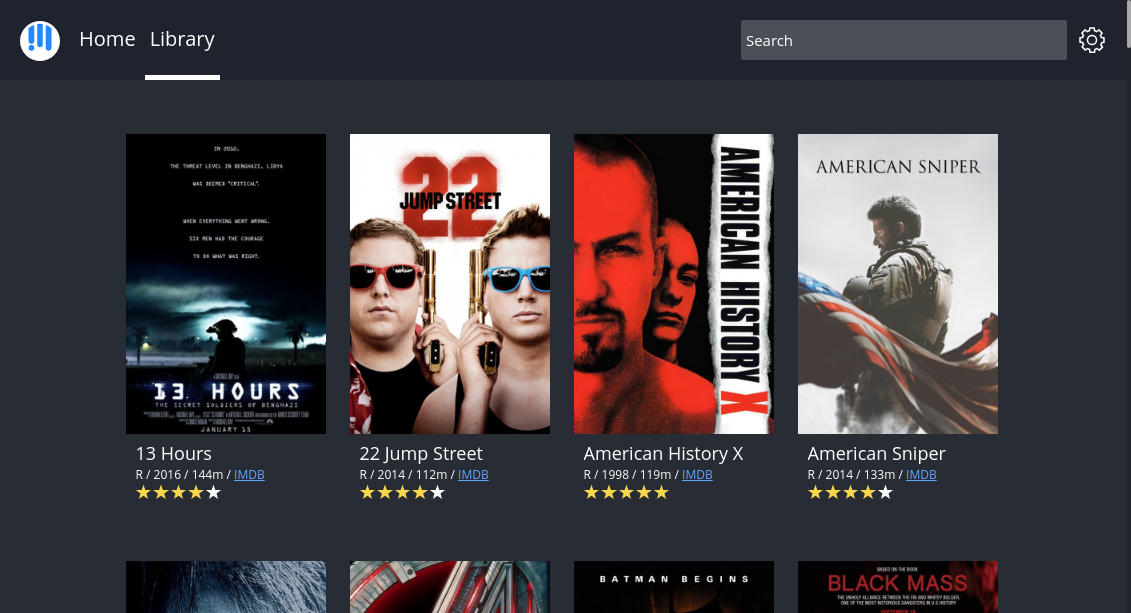 Home Library Search
IN 2012,
THE THREAT LEVEL IN BENGHAZI, LIBYA
WAS DEEMED "CRITICAL".
WHEN EVERYTHING WENT WRONG,
SIX MEN HAD THE COURAGE
TO DO WHAT WAS RIGHT.
13 HOURS
THE SECRET SOLDIERS OF BENGHAZI
JANUARY 15
22
JUMP STREET
AMERICAN HISTORY X
AMERICAN SNIPER
13 Hours
R / 2016 / 144m / IMDB
22 Jump Street
R / 2014 / 112m / IMDB
American History X
R / 1998 / 119m / IMDB
American Sniper
R / 2014 / 133m / IMDB
BATMAN BEGINS
BASED ON THE BOOK
BLACK MASS
THE UNHOLY ALLIANCE BETWEEN THE FBI AND WHITEY BULGER,
ONE OF THE MOST NOTORIOUS GANGSTERS IN U.S. HISTORY